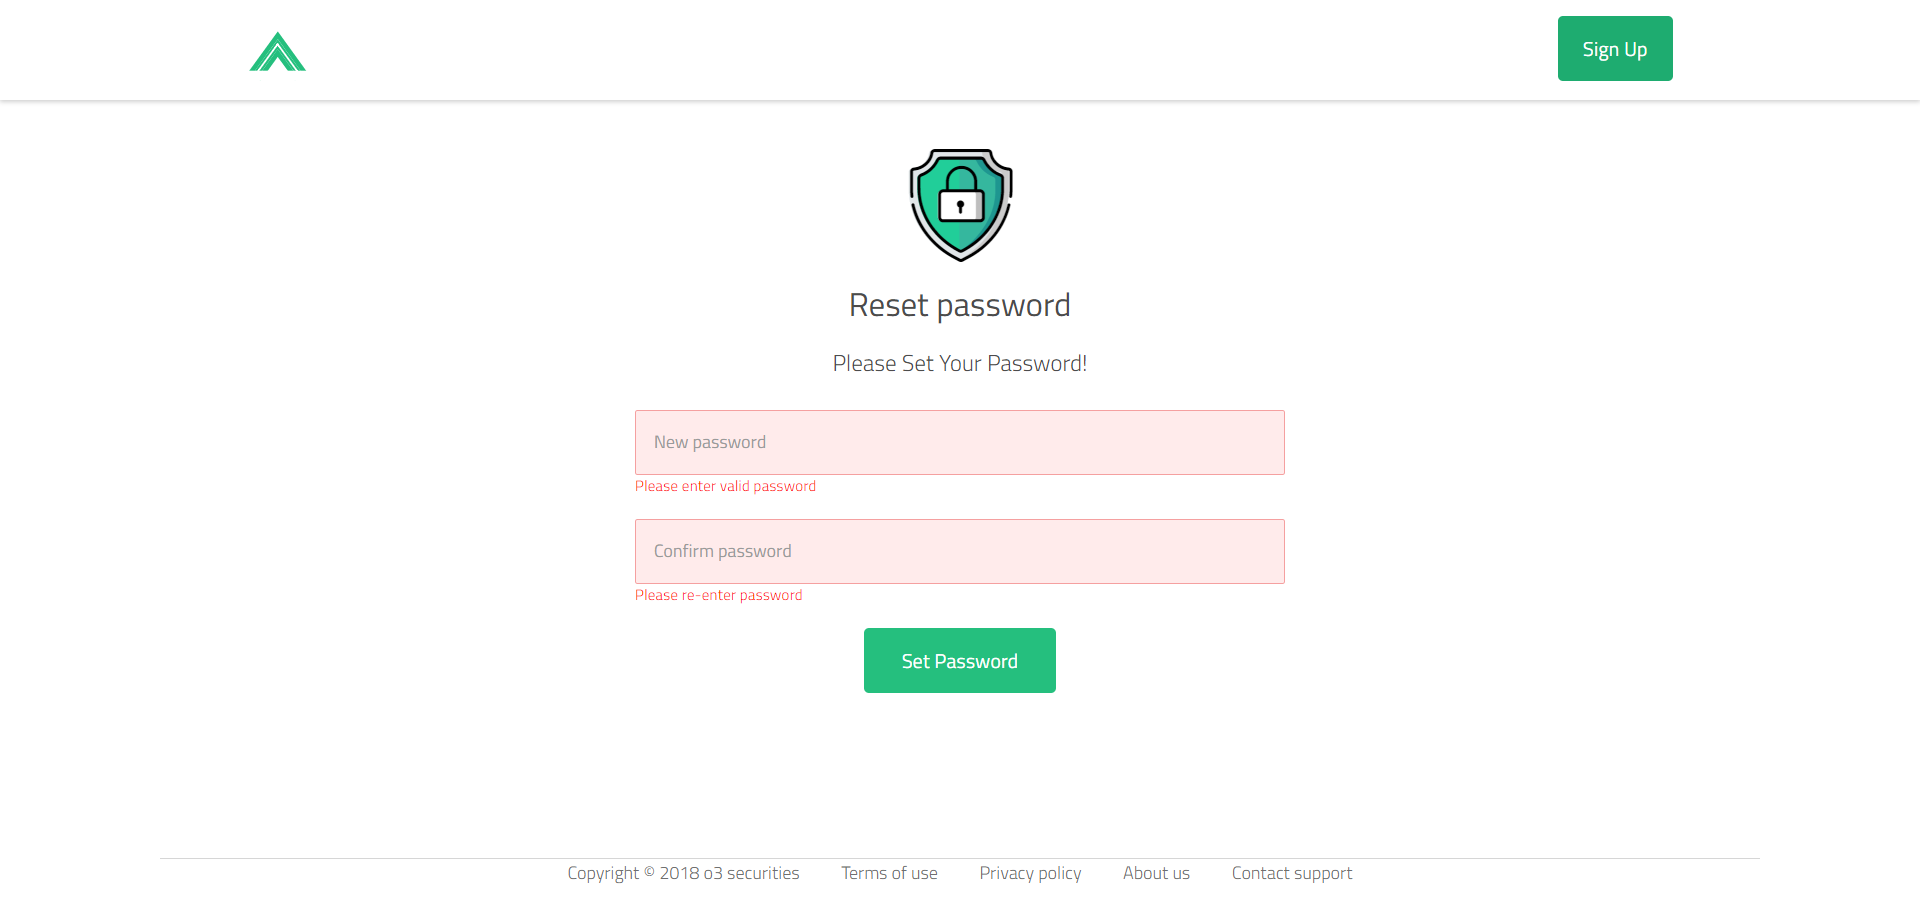 Sign Up
Reset password
Please Set Your Password!
New password
Please enter valid password
Confirm password
Please re-enter password
Set Password
Copyright © 2018 o3 securities Terms of use Privacy policy About us Contact support